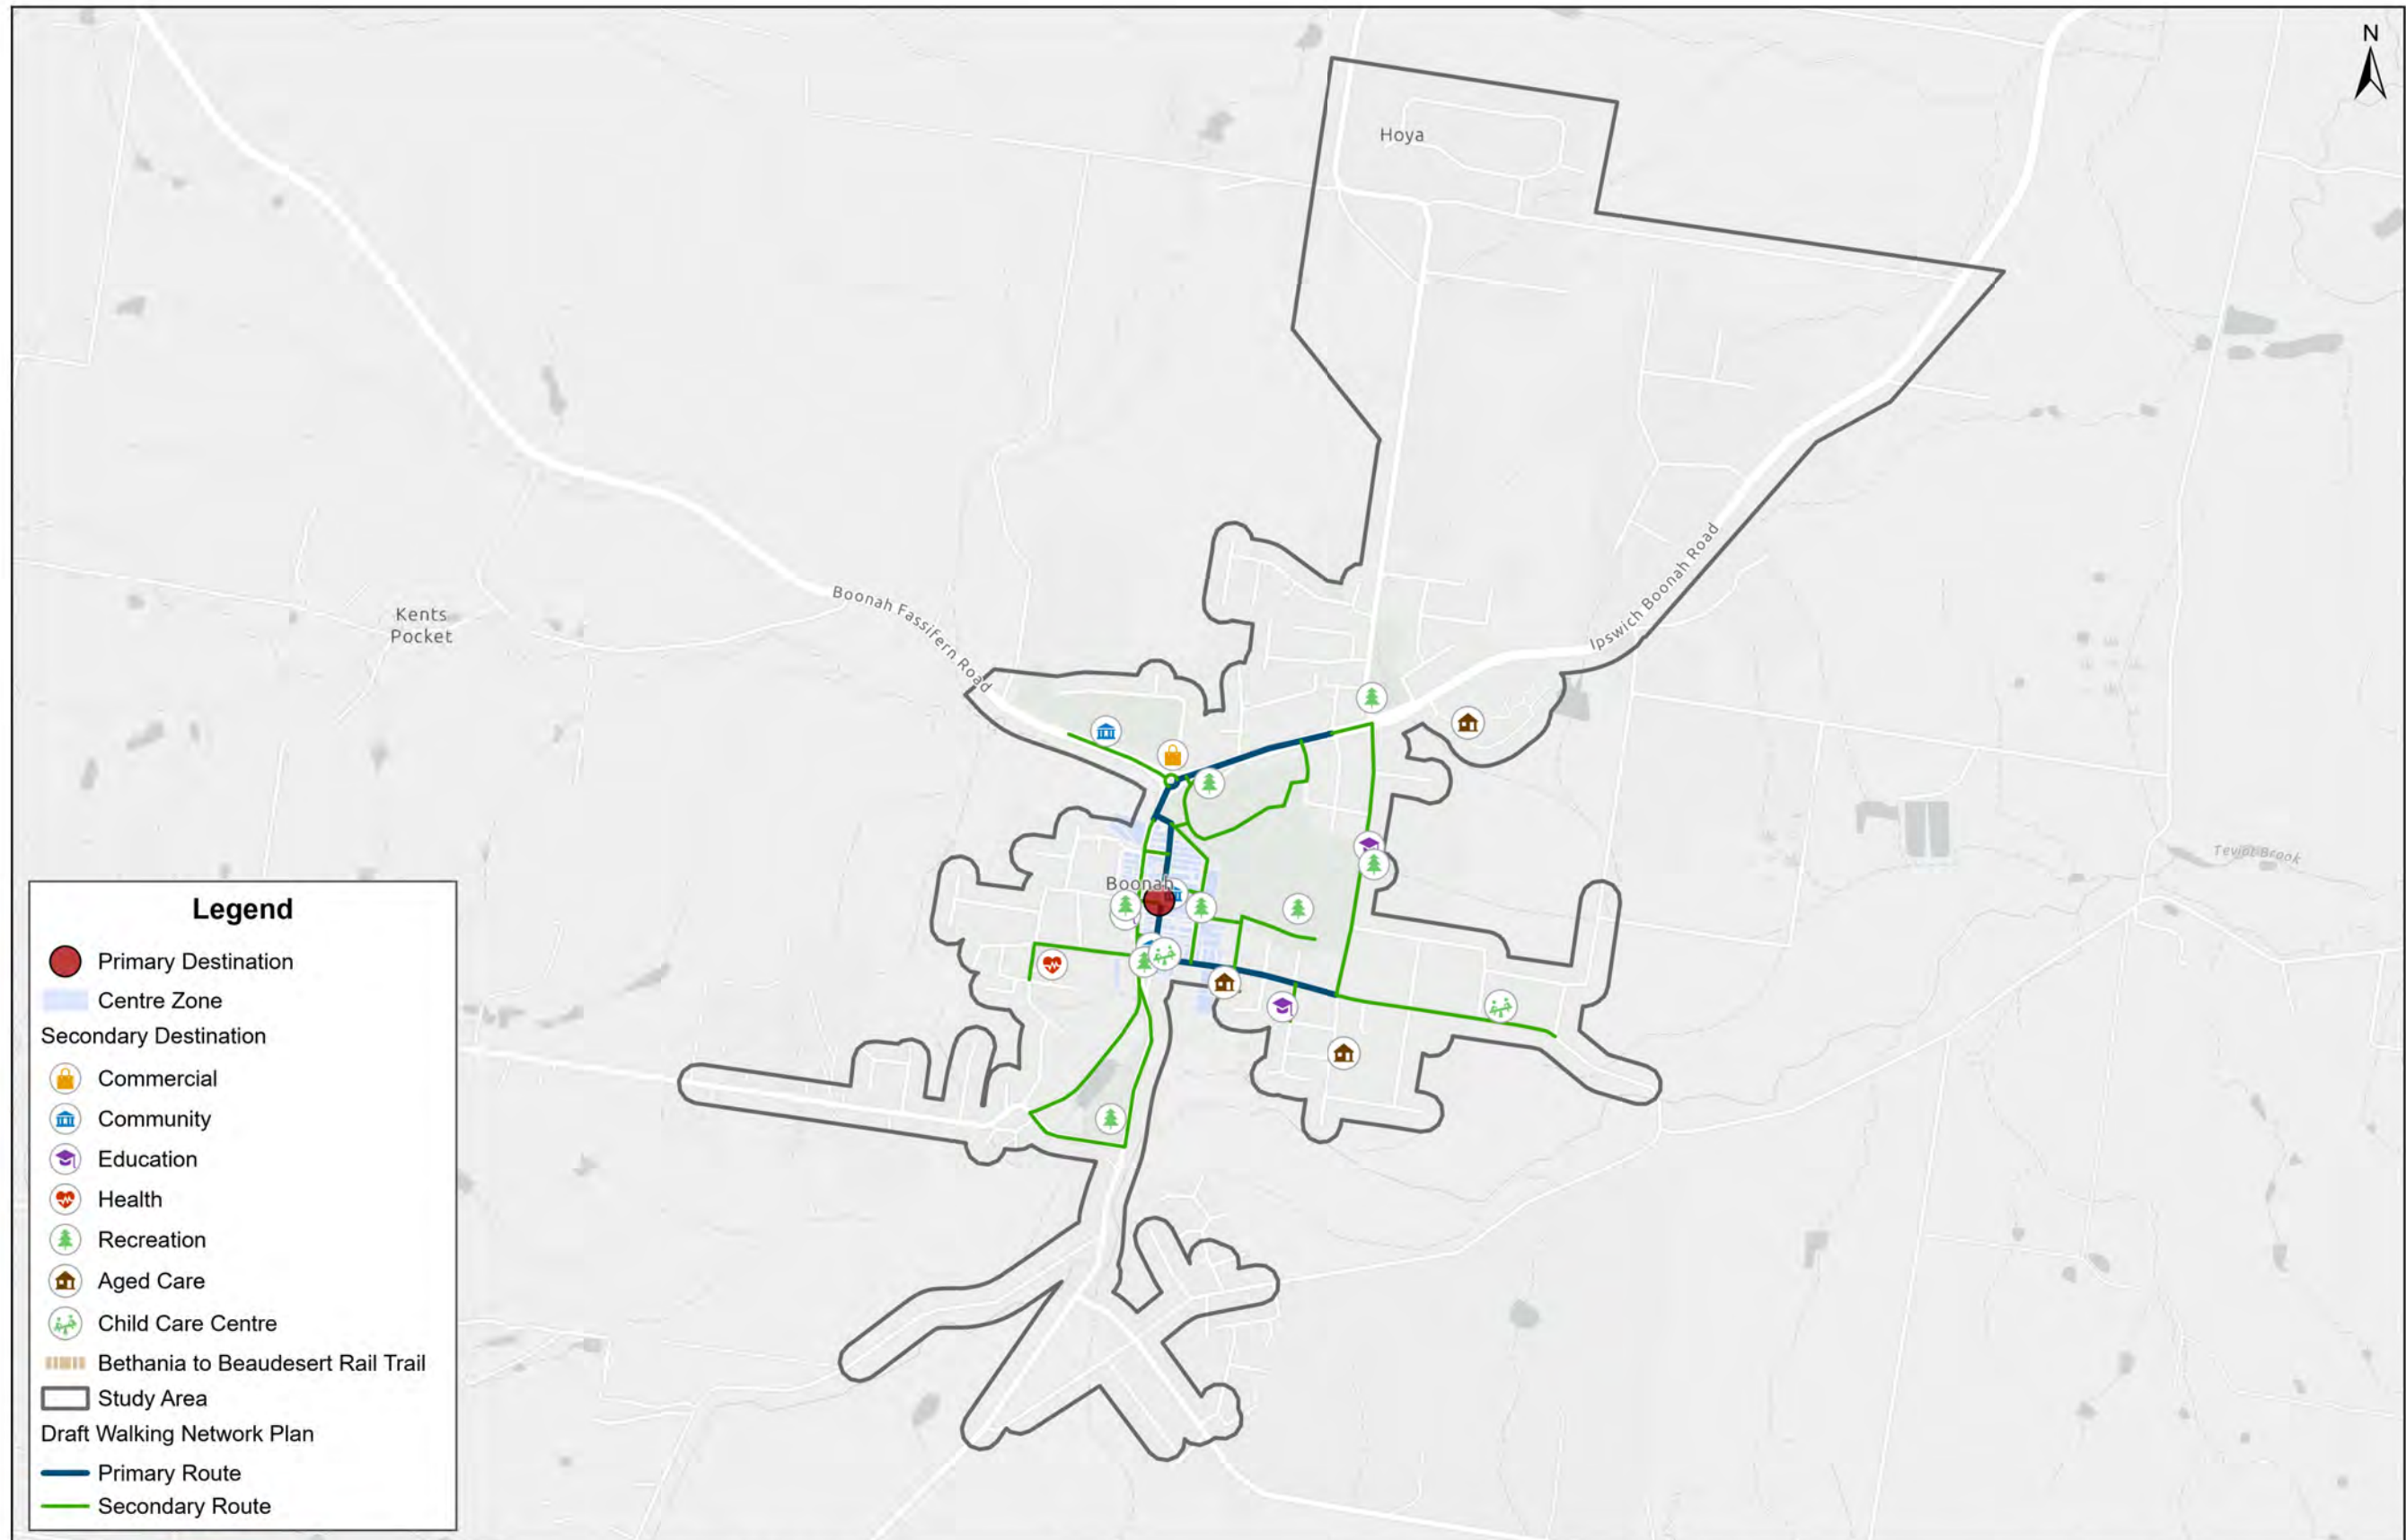 N
Hoya
Kents
Pocket
Boonah Fassifern Road
Ipswich Boonah Road
Teviot Brook
Boonah
Legend
Primary Destination
Centre Zone
Secondary Destination
Commercial
Community
Education
Health
Recreation
Aged Care
Child Care Centre
Bethania to Beaudesert Rail Trail
Study Area
Draft Walking Network Plan
Primary Route
Secondary Route